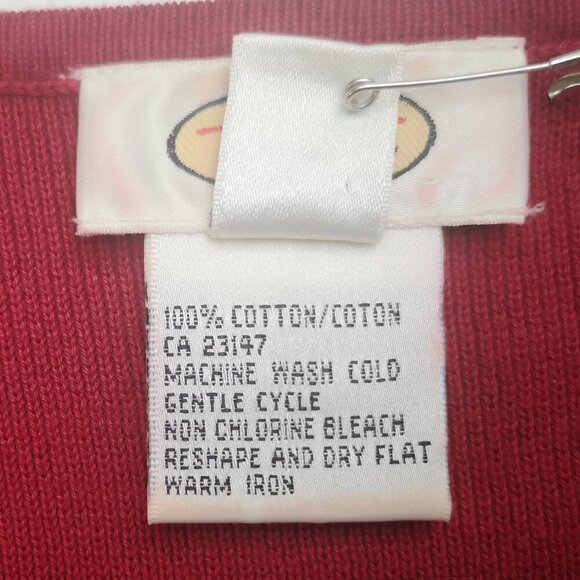 100% COTTON/COTON
CA 23147
MACHINE WASH COLD
GENTLE CYCLE
NON CHLORINE BLEACH
RESHAPE AND DRY FLAT
WARM IRON